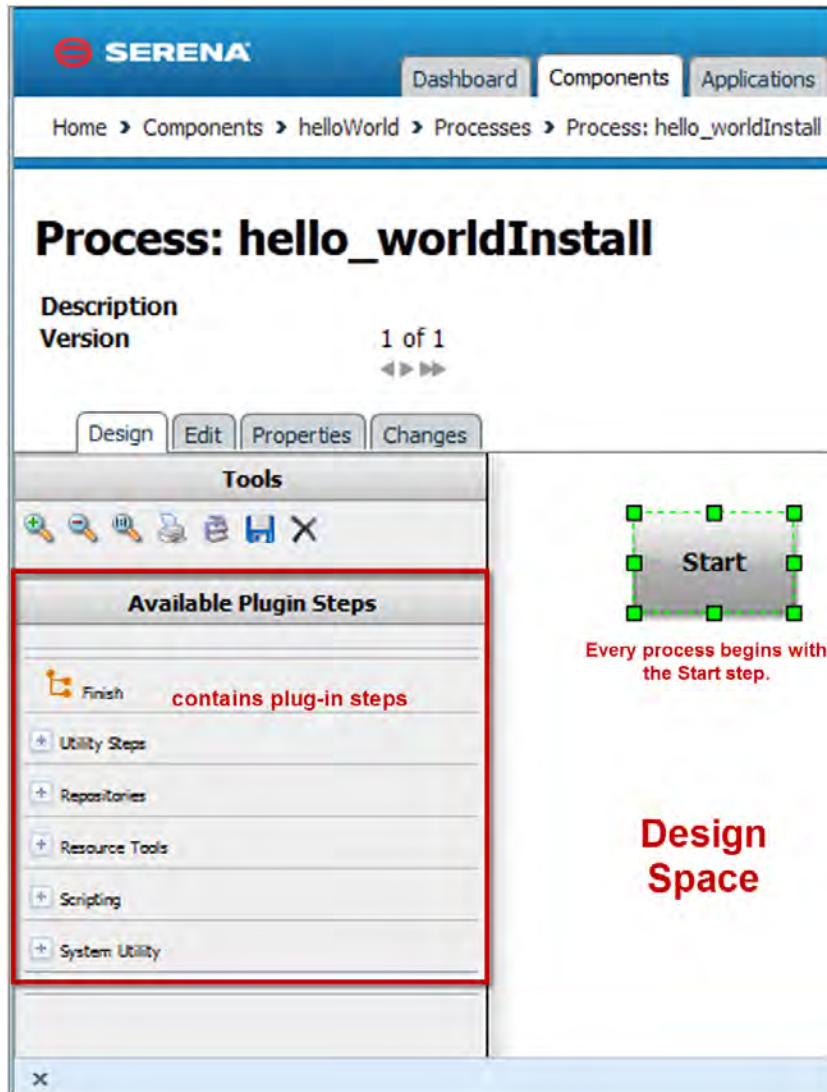 SERENA
Dashboard Components Applications
Home > Components > helloWorld > Processes > Process: hello_worldInstall
Process: hello_worldInstall
Description
Version 1 of 1
Design Edit Properties Changes
Tools
Available Plugin Steps
Finish
contains plug-in steps
Utility Steps
Repositories
Resource Tools
Scripting
System Utility
Start
Every process begins with
the Start step.
Design
Space